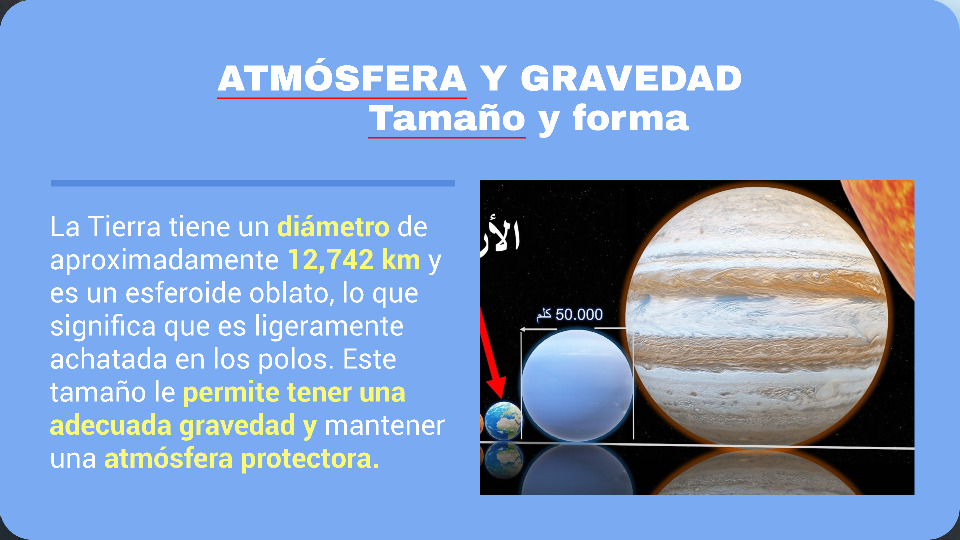 ATMÓSFERA Y GRAVEDAD
Tamaño y forma
La Tierra tiene un diámetro de
aproximadamente 12,742 km y
es un esferoide oblato, lo que
significa que es ligeramente
achatada en los polos. Este
tamaño le permite tener una
adecuada gravedad y mantener
una atmósfera protectora.
50.000 كلم